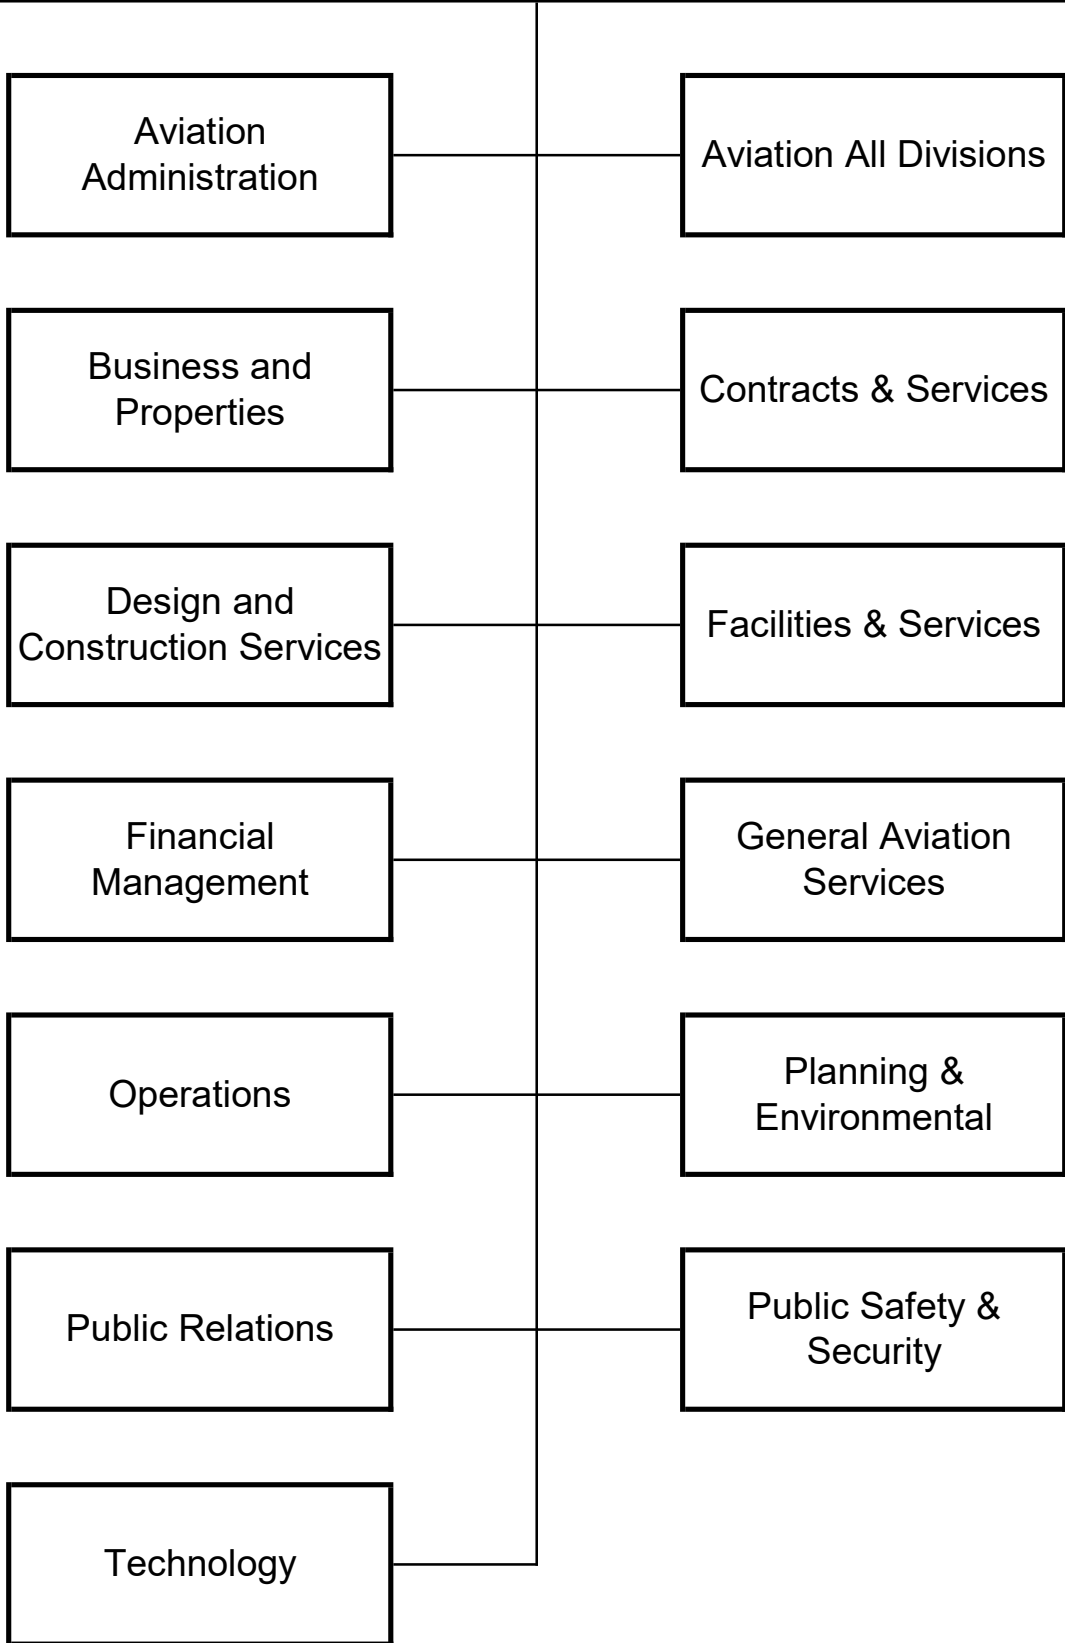 Aviation
Administration
Aviation All Divisions
Business and
Properties
Contracts & Services
Design and
Construction Services
Facilities & Services
Financial
Management
General Aviation
Services
Operations
Planning &
Environmental
Public Relations
Public Safety &
Security
Technology